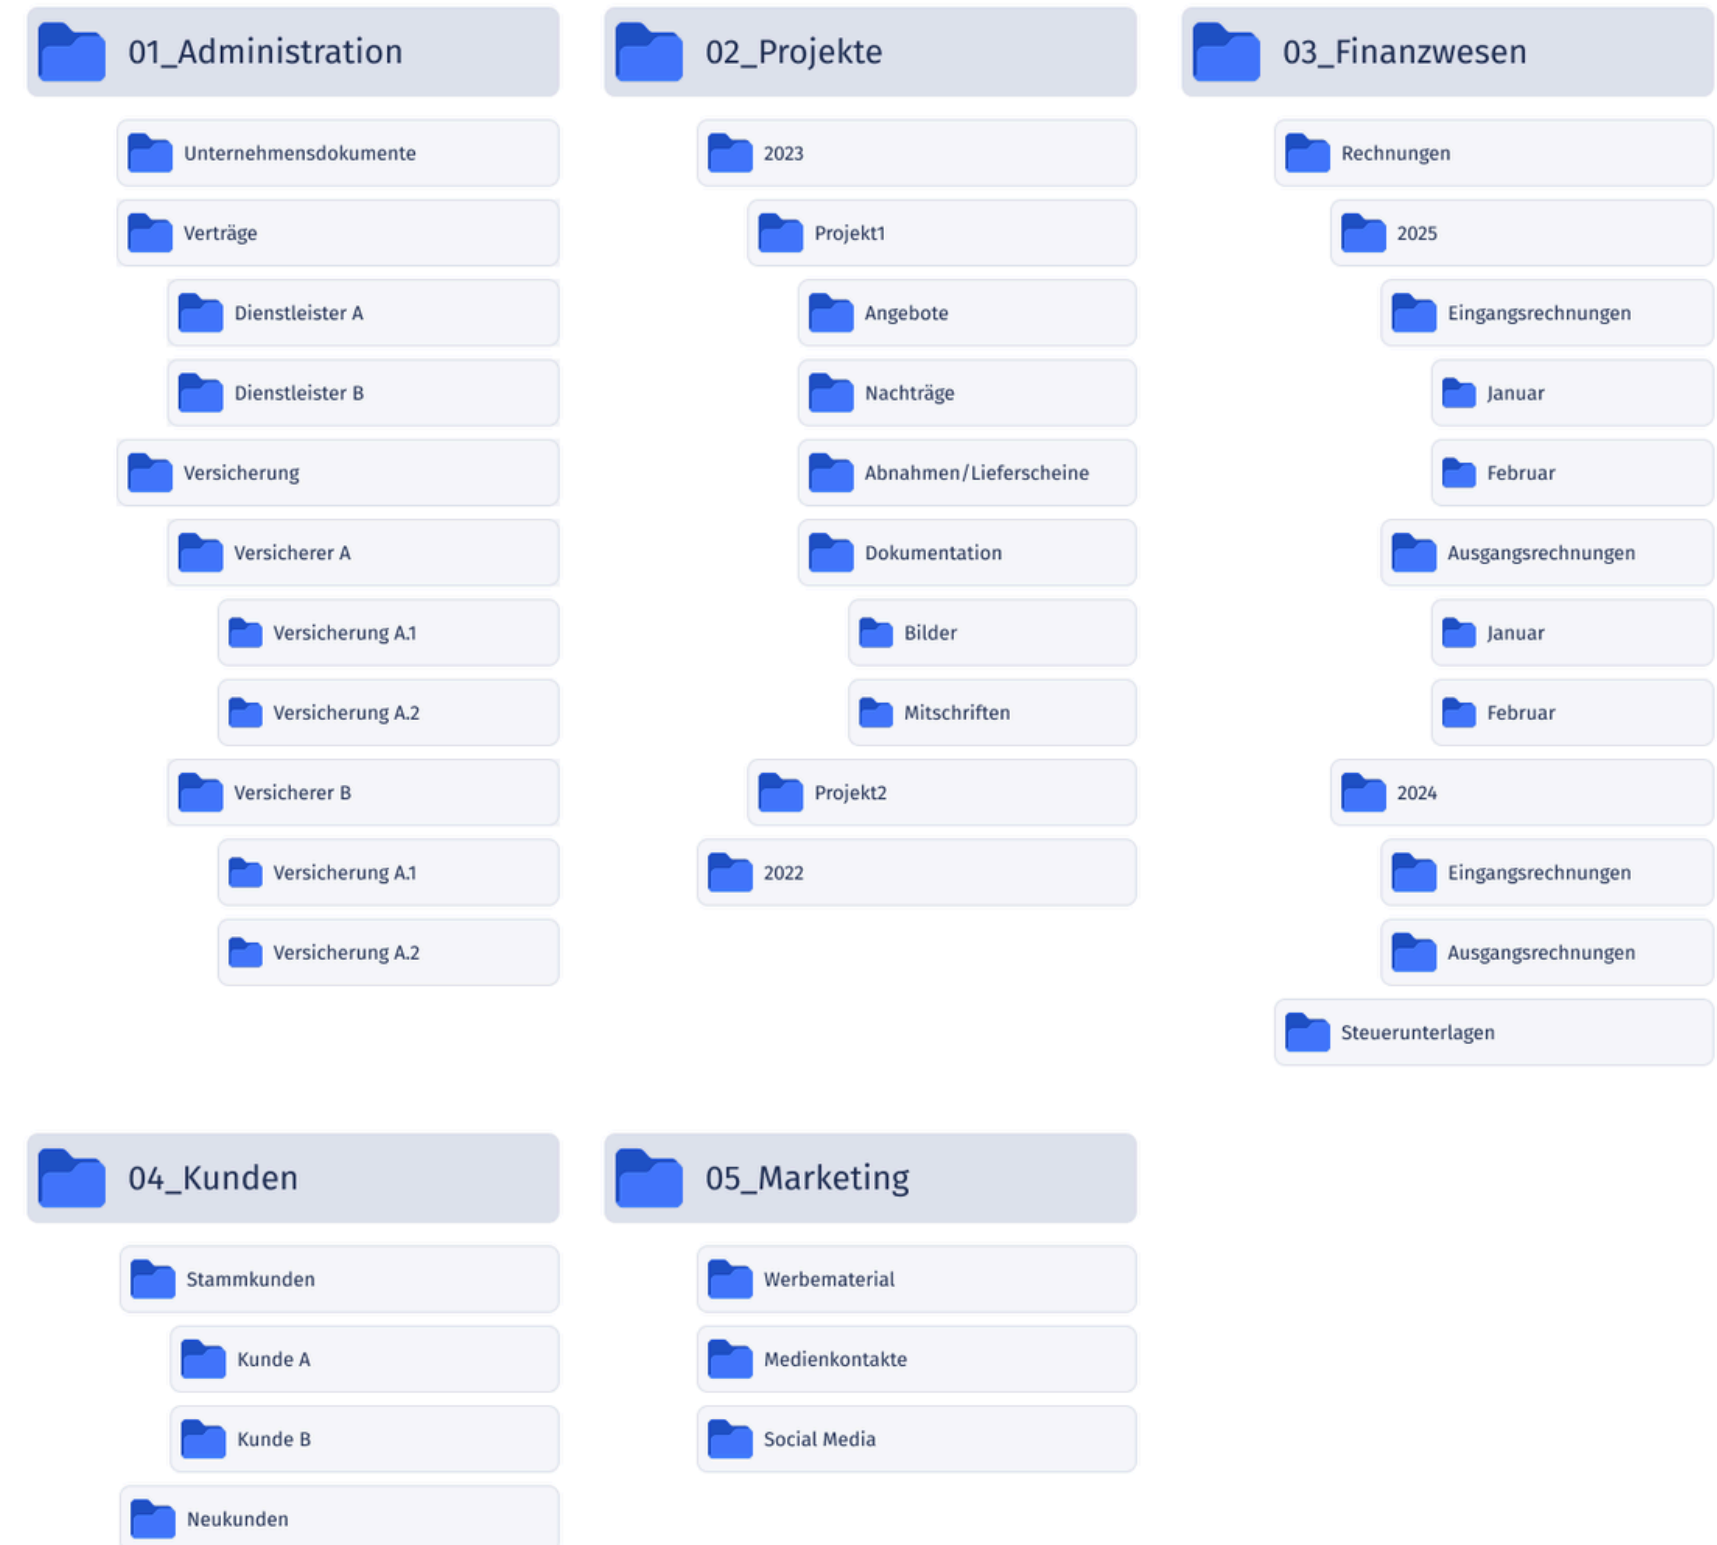 01_Administration
Unternehmensdokumente
Verträge
Dienstleister A
Dienstleister B
Versicherung
Versicherer A
Versicherung A.1
Versicherung A.2
Versicherer B
Versicherung A.1
Versicherung A.2
02_Projekte
2023
Projekt1
Angebote
Nachträge
Abnahmen/Lieferscheine
Dokumentation
Bilder
Mitschriften
Projekt2
2022
03_Finanzwesen
Rechnungen
2025
Eingangsrechnungen
Januar
Februar
Ausgangsrechnungen
Januar
Februar
2024
Eingangsrechnungen
Ausgangsrechnungen
Steuerunterlagen
04_Kunden
Stammkunden
Kunde A
Kunde B
Neukunden
05_Marketing
Werbematerial
Medienkontakte
Social Media